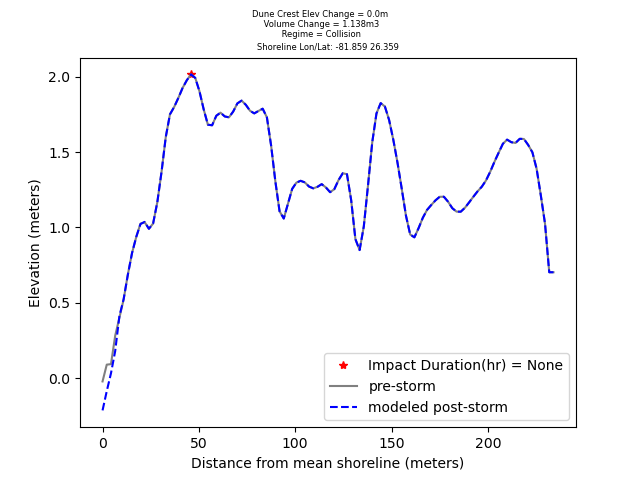 Dune Crest Elev Change = 0.0m
Volume Change = 1.138m3
Regime = Collision
Shoreline Lon/Lat: -81.859 26.359
2.0
1.5
1.0
0.5
0.0
Elevation (meters)
Impact Duration(hr) = None
pre-storm
modeled post-storm
0 50 100 150 200
Distance from mean shoreline (meters)